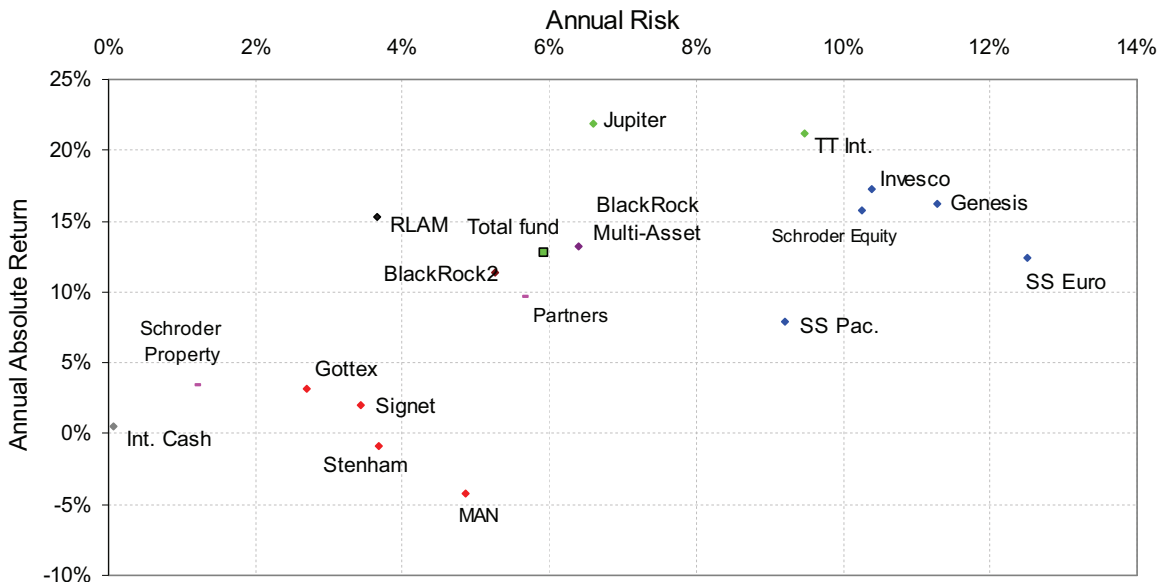 Annual Risk
0% 2% 4% 6% 8% 10% 12% 14%
Annual Absolute Return
25%
20%
15%
10%
5%
0%
-5%
-10%
Jupiter
TT Int.
Invesco
Genesis
BlackRock
Multi-Asset
RLAM
Total fund
Schroder Equity
BlackRock2
SS Euro
Partners
SS Pac.
Schroder
Property
Gottex
Signet
Int. Cash
Stenham
MAN